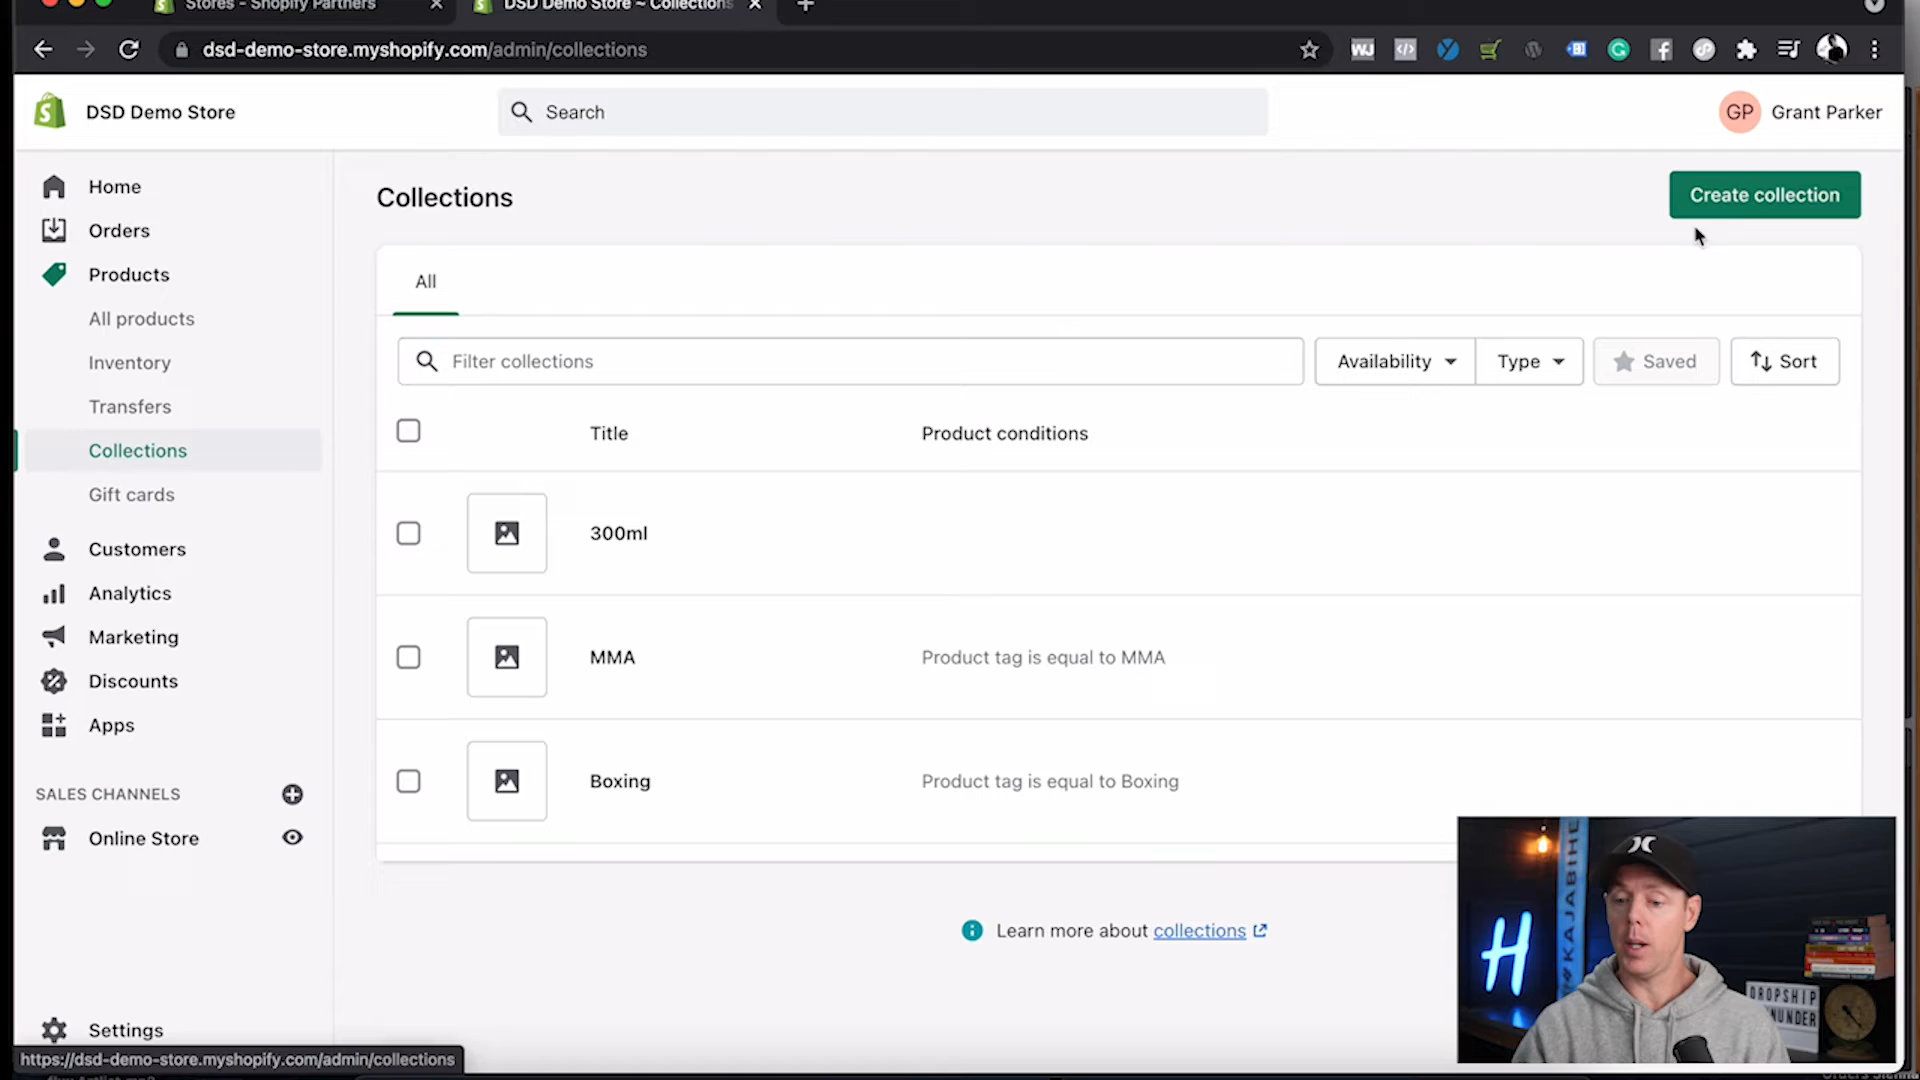 Stores - Shopify Partners
DSD Demo Store ~ Collections
dsd-demo-store.myshopify.com/admin/collections
DSD Demo Store
Search
GP
Grant Parker
Home
Orders
Products
All products
Inventory
Transfers
Collections
Gift cards
Customers
Analytics
Marketing
Discounts
Apps
SALES CHANNELS
Online Store
Settings
Collections
Create collection
All
Filter collections
Availability
Type
Saved
Sort
Title
Product conditions
300ml
MMA
Product tag is equal to MMA
Boxing
Product tag is equal to Boxing
Learn more about collections
H
#KAJABIHE
DROPSHIP
https://dsd-demo-store.myshopify.com/admin/collections